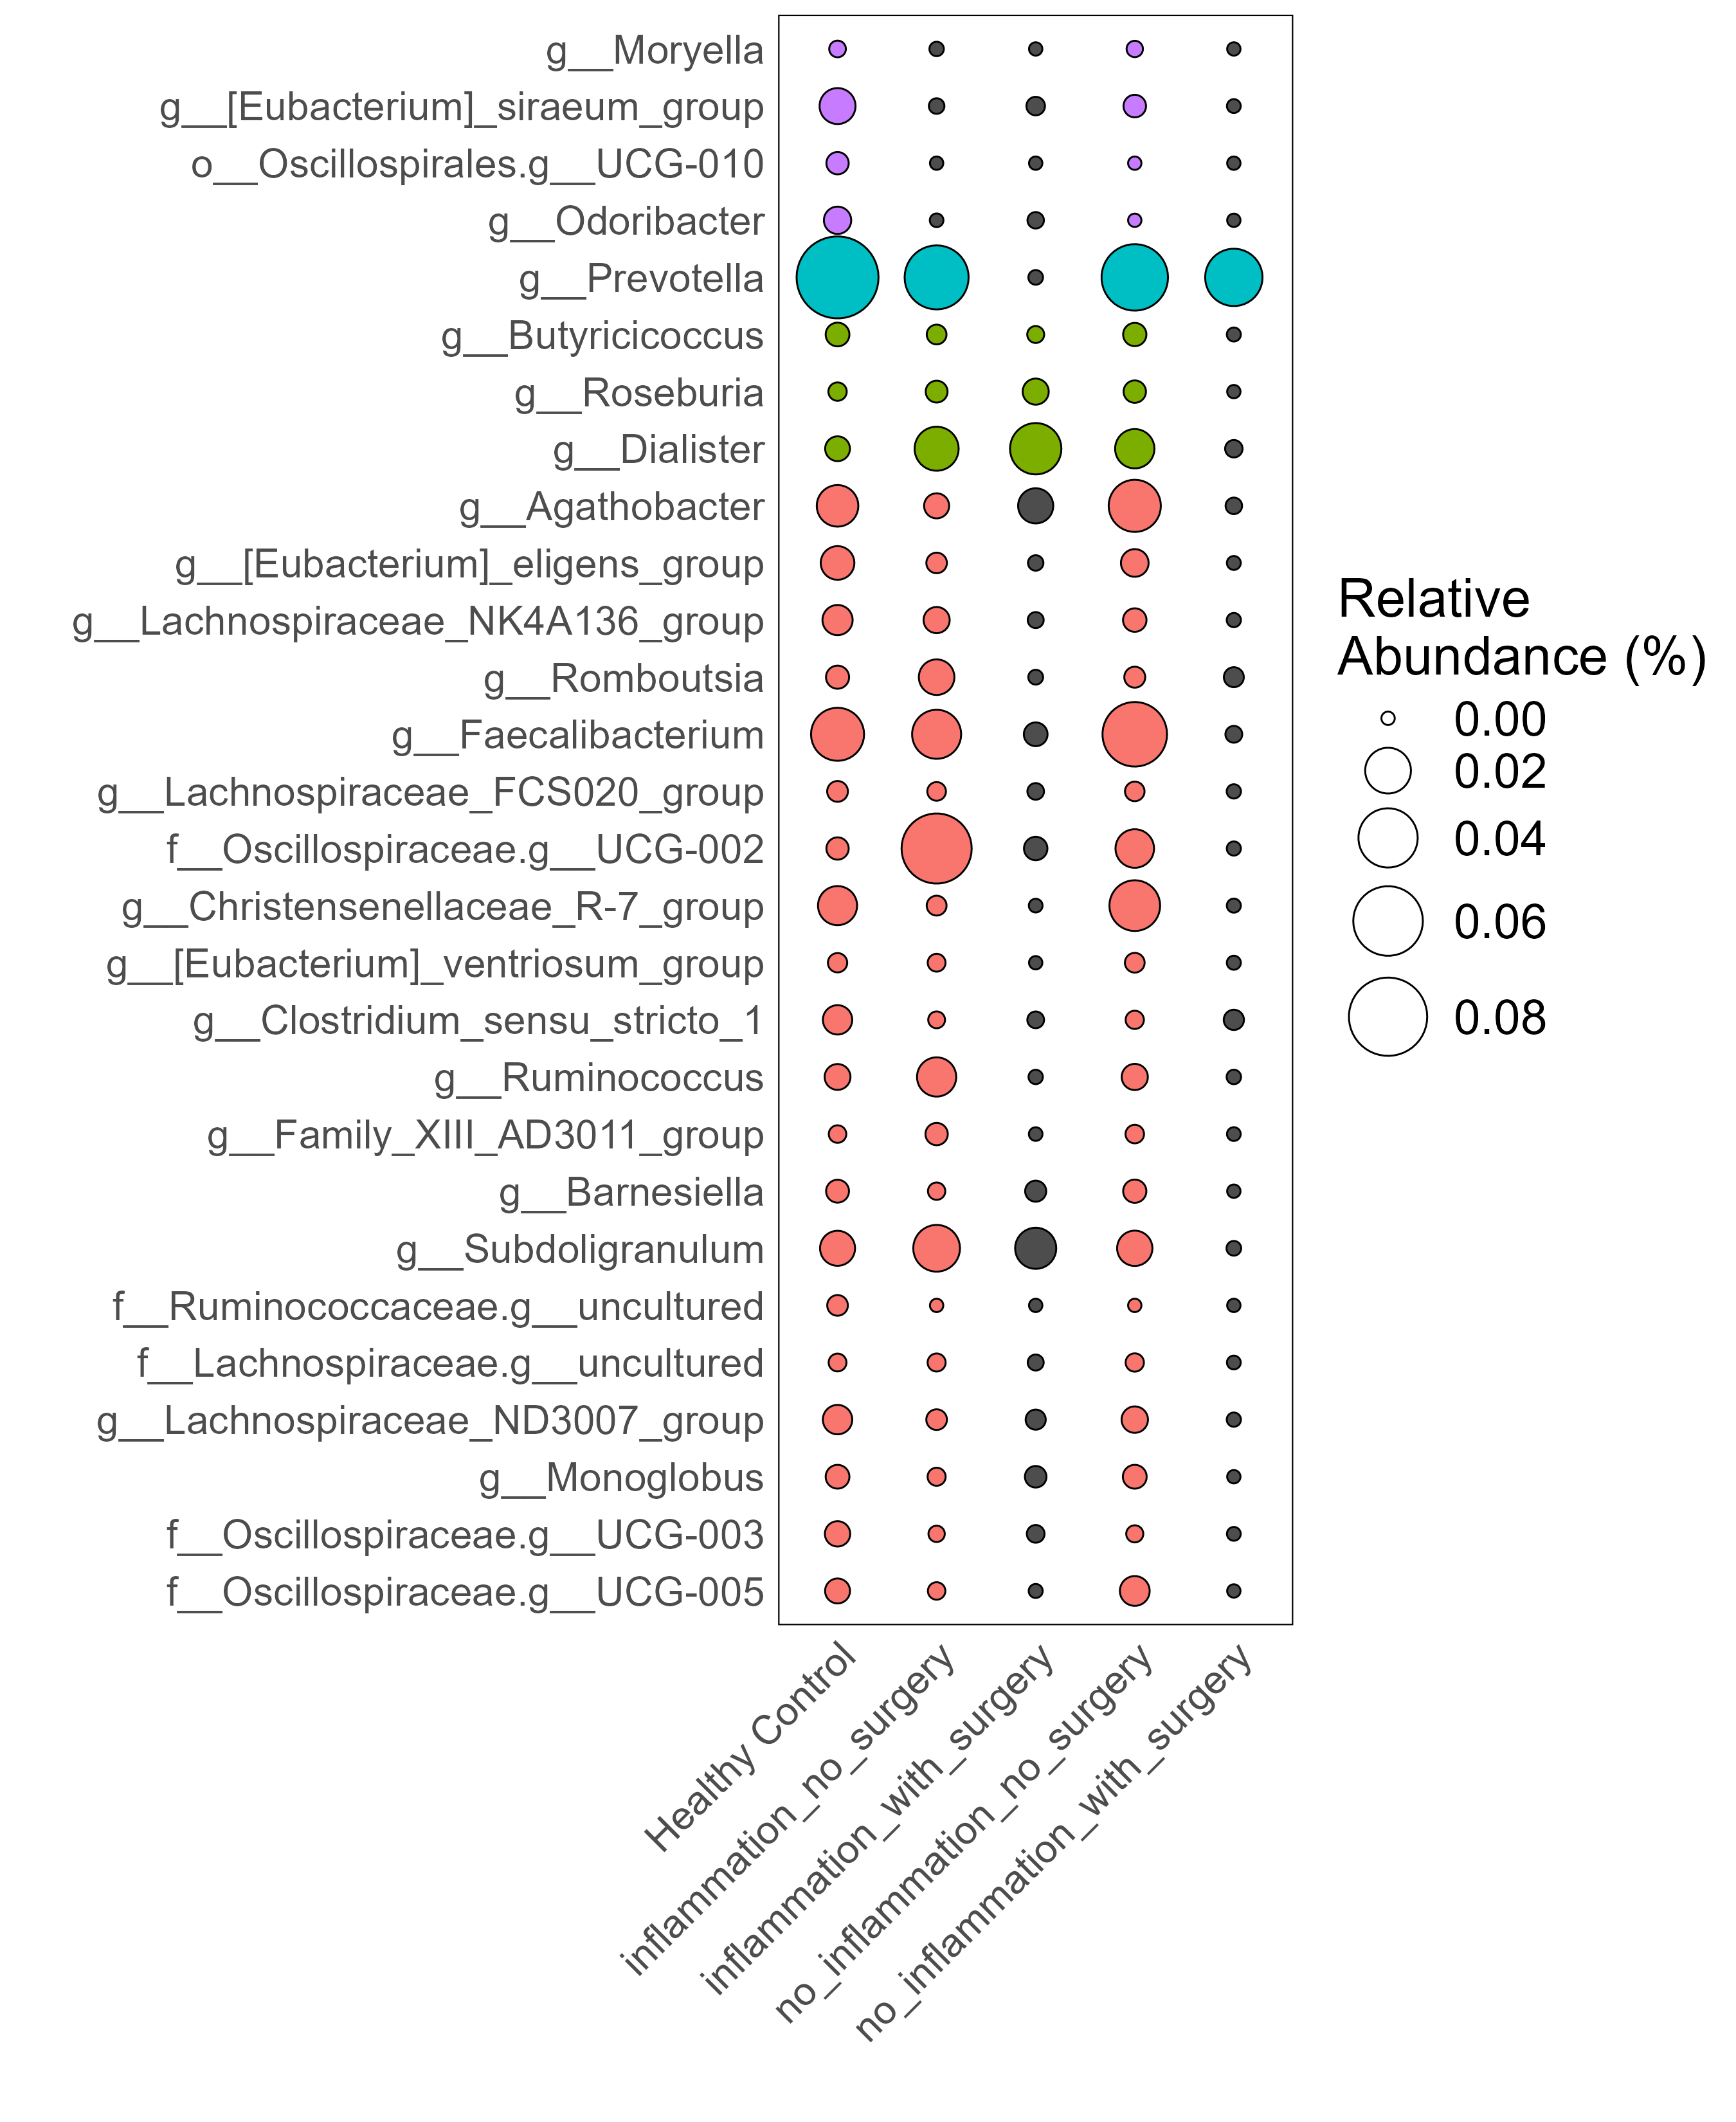 g__Moryella
g__[Eubacterium]_siraeum_group
o__Oscillospirales.g__UCG-010
g__Odoribacter
g__Prevotella
g__Butyricicoccus
g__Roseburia
g__Dialister
g__Agathobacter
g__[Eubacterium]_eligens_group
g__Lachnospiraceae_NK4A136_group
g__Romboutsia
g__Faecalibacterium
g__Lachnospiraceae_FCS020_group
f__Oscillospiraceae.g__UCG-002
g__Christensenellaceae_R-7_group
g__[Eubacterium]_ventriosum_group
g__Clostridium_sensu_stricto_1
g__Ruminococcus
g__Family_XIII_AD3011_group
g__Barnesiella
g__Subdoligranulum
f__Ruminococcaceae.g__uncultured
f__Lachnospiraceae.g__uncultured
g__Lachnospiraceae_ND3007_group
g__Monoglobus
f__Oscillospiraceae.g__UCG-003
f__Oscillospiraceae.g__UCG-005
Healthy Control
inflammation_no_surgery
inflammation_with_surgery
no_inflammation_no_surgery
no_inflammation_with_surgery
Relative
Abundance (%)
0.00
0.02
0.04
0.06
0.08